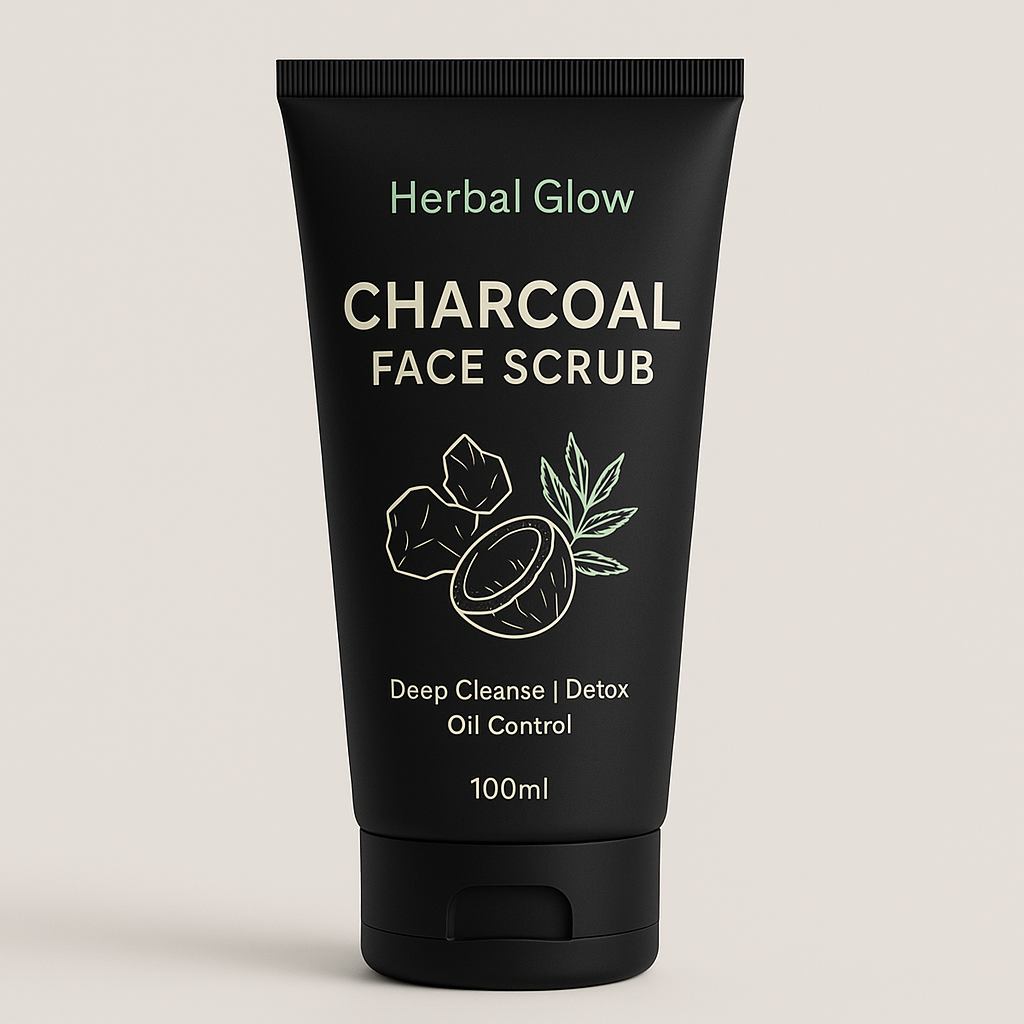 Herbal Glow
CHARCOAL
FACE SCRUB
Deep Cleanse | Detox
Oil Control
100ml